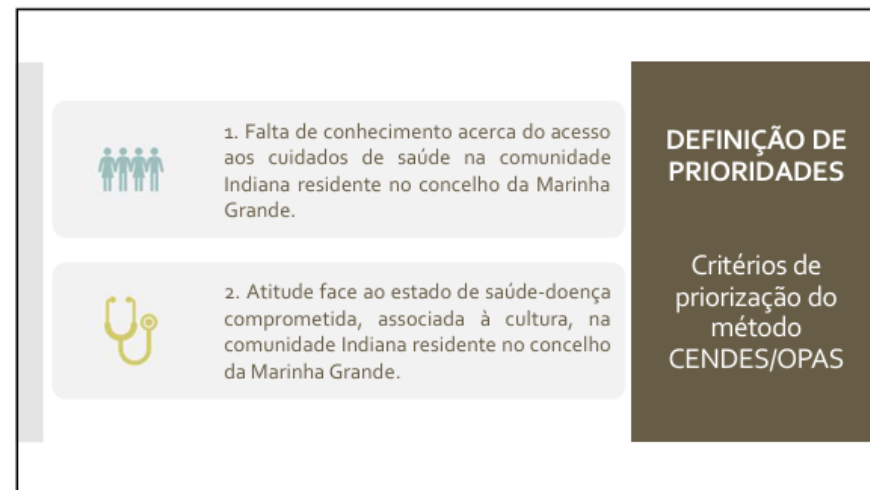 1. Falta de conhecimento acerca do acesso
aos cuidados de saúde na comunidade
Indiana residente no concelho da Marinha
Grande.
2. Atitude face ao estado de saúde-doença
comprometida, associada à cultura, na
comunidade Indiana residente no concelho
da Marinha Grande.
DEFINIÇÃO DE
PRIORIDADES
Critérios de
priorização do
método
CENDES/OPAS